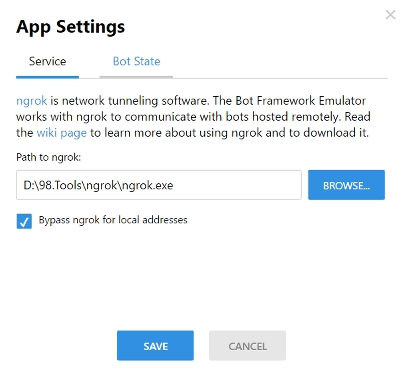 App Settings
Service Bot State
ngrok is network tunneling software. The Bot Framework Emulator
works with ngrok to communicate with bots hosted remotely. Read
the wiki page to learn more about using ngrok and to download it.
Path to ngrok:
D:\98.Tools\ngrok\ngrok.exe BROWSE...
Bypass ngrok for local addresses
SAVE CANCEL